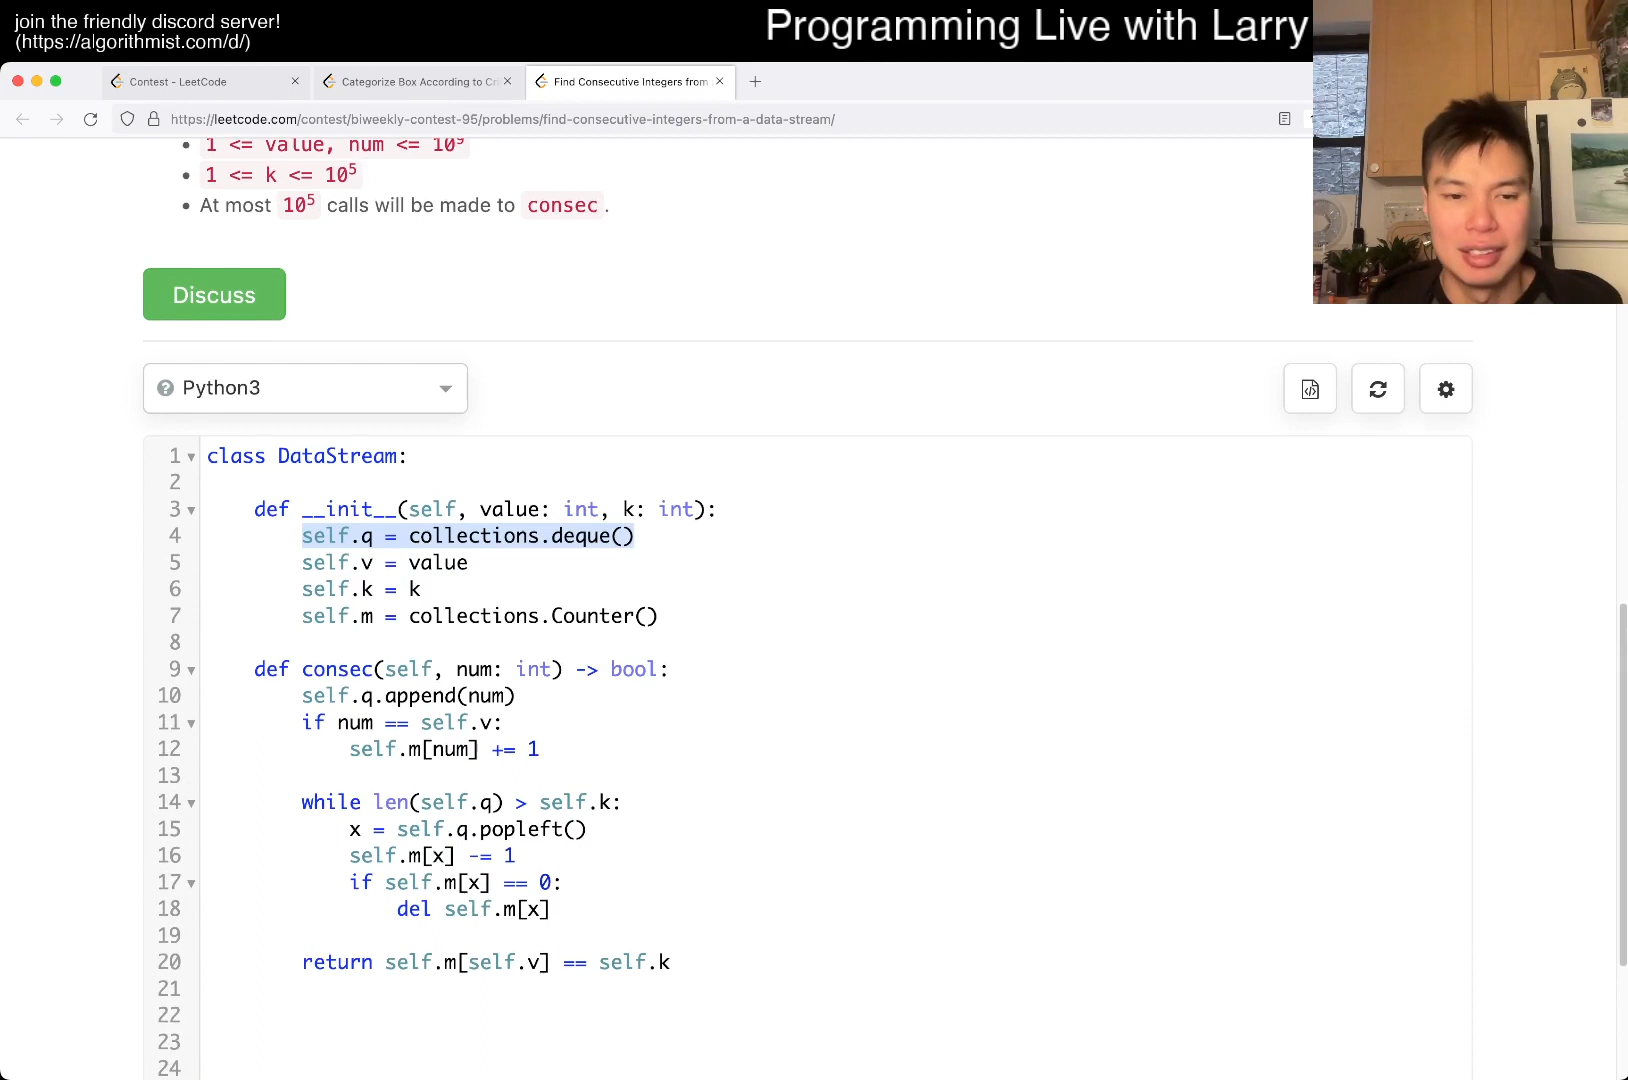 join the friendly discord server!
(https://algorithmist.com/d/)
Programming Live with Larry
Contest - LeetCode
Categorize Box According to Cri
Find Consecutive Integers from
https://leetcode.com/contest/biweekly-contest-95/problems/find-consecutive-integers-from-a-data-stream/
1 <= value, num <= 10⁹
1 <= k <= 10⁵
At most 10⁵ calls will be made to consec.
Discuss
Python3
1 class DataStream:
2
3 def __init__(self, value: int, k: int):
4 self.q = collections.deque()
5 self.v = value
6 self.k = k
7 self.m = collections.Counter()
8
9 def consec(self, num: int) -> bool:
10 self.q.append(num)
11 if num == self.v:
12 self.m[num] += 1
13
14 while len(self.q) > self.k:
15 x = self.q.popleft()
16 self.m[x] -= 1
17 if self.m[x] == 0:
18 del self.m[x]
19
20 return self.m[self.v] == self.k
21
22
23
24